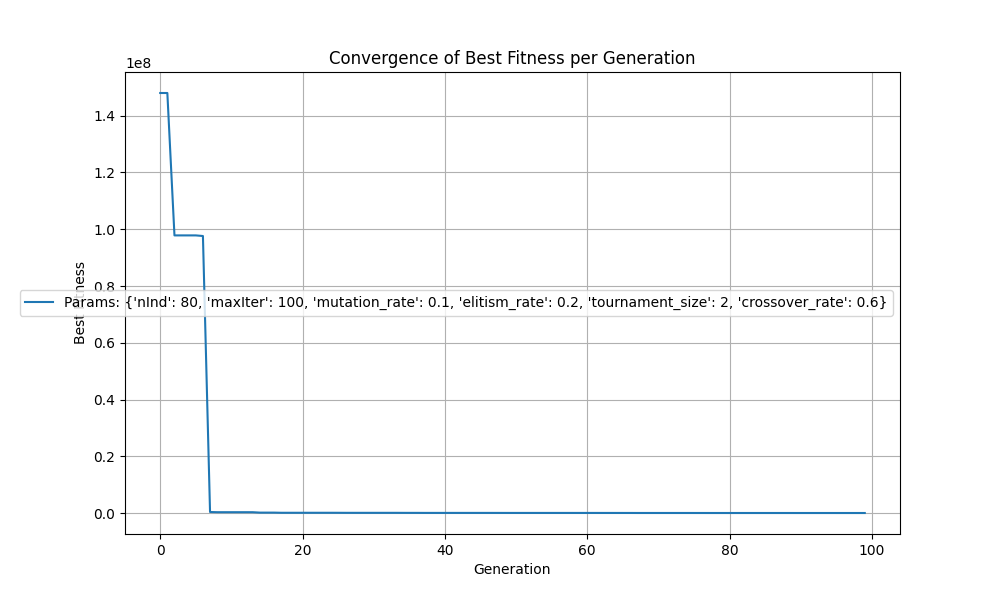 Convergence of Best Fitness per Generation
1e8
1.4
1.2
1.0
0.8
Params: {'nInd': 80, 'maxIter': 100, 'mutation_rate': 0.1, 'elitism_rate': 0.2, 'tournament_size': 2, 'crossover_rate': 0.6}
Best Fitness
0.6
0.4
0.2
0.0
0 20 40 60 80 100
Generation